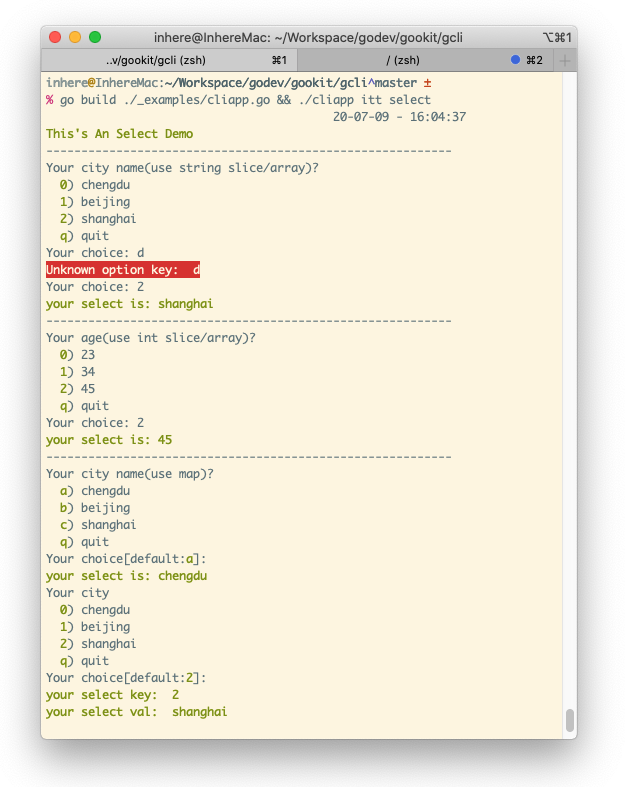 inhere@InhereMac: ~/Workspace/godev/gookit/gcli ⌥⌘1
..v/gookit/gcli (zsh) ⌘1 / (zsh) ⌘2 +
inhere@InhereMac:~/Workspace/godev/gookit/gcli^master ±
% go build ./_examples/cliapp.go && ./cliapp itt select
20-07-09 - 16:04:37
This's An Select Demo
----------------------------------------------------------
Your city name(use string slice/array)?
  0) chengdu
  1) beijing
  2) shanghai
  q) quit
Your choice: d
Unknown option key:  d
Your choice: 2
your select is: shanghai
----------------------------------------------------------
Your age(use int slice/array)?
  0) 23
  1) 34
  2) 45
  q) quit
Your choice: 2
your select is: 45
----------------------------------------------------------
Your city name(use map)?
  a) chengdu
  b) beijing
  c) shanghai
  q) quit
Your choice[default:a]:
your select is: chengdu
Your city
  0) chengdu
  1) beijing
  2) shanghai
  q) quit
Your choice[default:2]:
your select key:  2
your select val:  shanghai